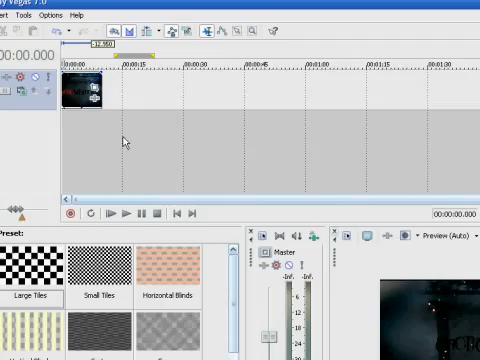 y Vegas 7.0
ert Tools Options Help
-12.950
00:00.000
00:00:00 00:00:15 00:00:30 00:00:45 00:01:00 00:01:15 00:01:30
00:00:00.000
Preset:
Master
Preview (Auto)
-Inf. -Inf.
6
12
18
24
30
Large Tiles Small Tiles Horizontal Blinds